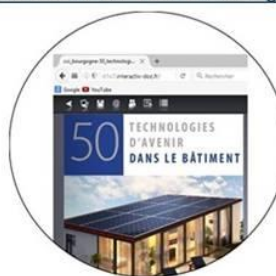 Rechercher
Google YouTube
50
TECHNOLOGIES
D'AVENIR
DANS LE BÂTIMENT